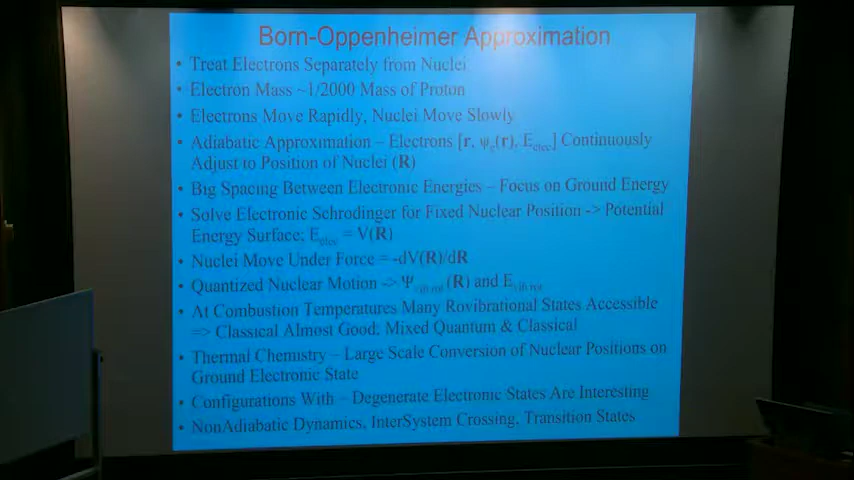 Born-Oppenheimer Approximation
• Treat Electrons Separately from Nuclei
• Electron Mass ~1/2000 Mass of Proton
• Electrons Move Rapidly, Nuclei Move Slowly
• Adiabatic Approximation – Electrons [r, ψe(r), Eelec] Continuously
Adjust to Position of Nuclei (R)
• Big Spacing Between Electronic Energies – Focus on Ground Energy
• Solve Electronic Schrodinger for Fixed Nuclear Position -> Potential
Energy Surface; Eelec = V(R)
• Nuclei Move Under Force = -dV(R)/dR
• Quantized Nuclear Motion -> Ψvib rot (R) and Evib rot
• At Combustion Temperatures Many Rovibrational States Accessible
=> Classical Almost Good; Mixed Quantum & Classical
• Thermal Chemistry – Large Scale Conversion of Nuclear Positions on
Ground Electronic State
• Configurations With – Degenerate Electronic States Are Interesting
• NonAdiabatic Dynamics, InterSystem Crossing, Transition States